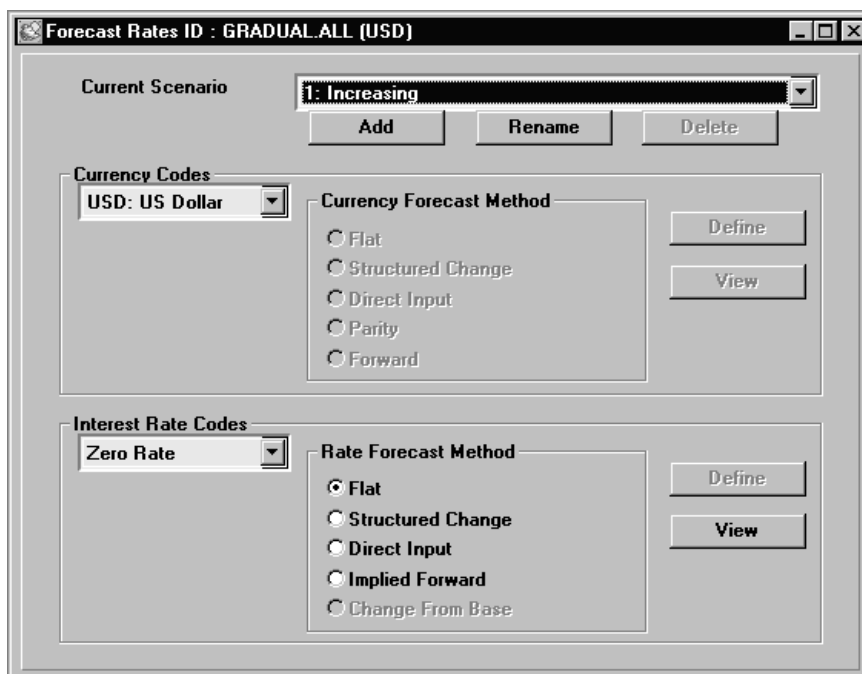 Forecast Rates ID : GRADUAL.ALL (USD)
Current Scenario
1: Increasing
Add Rename Delete
Currency Codes
USD: US Dollar
Currency Forecast Method
Flat
Structured Change
Direct Input
Parity
Forward
Define
View
Interest Rate Codes
Zero Rate
Rate Forecast Method
Flat
Structured Change
Direct Input
Implied Forward
Change From Base
Define
View